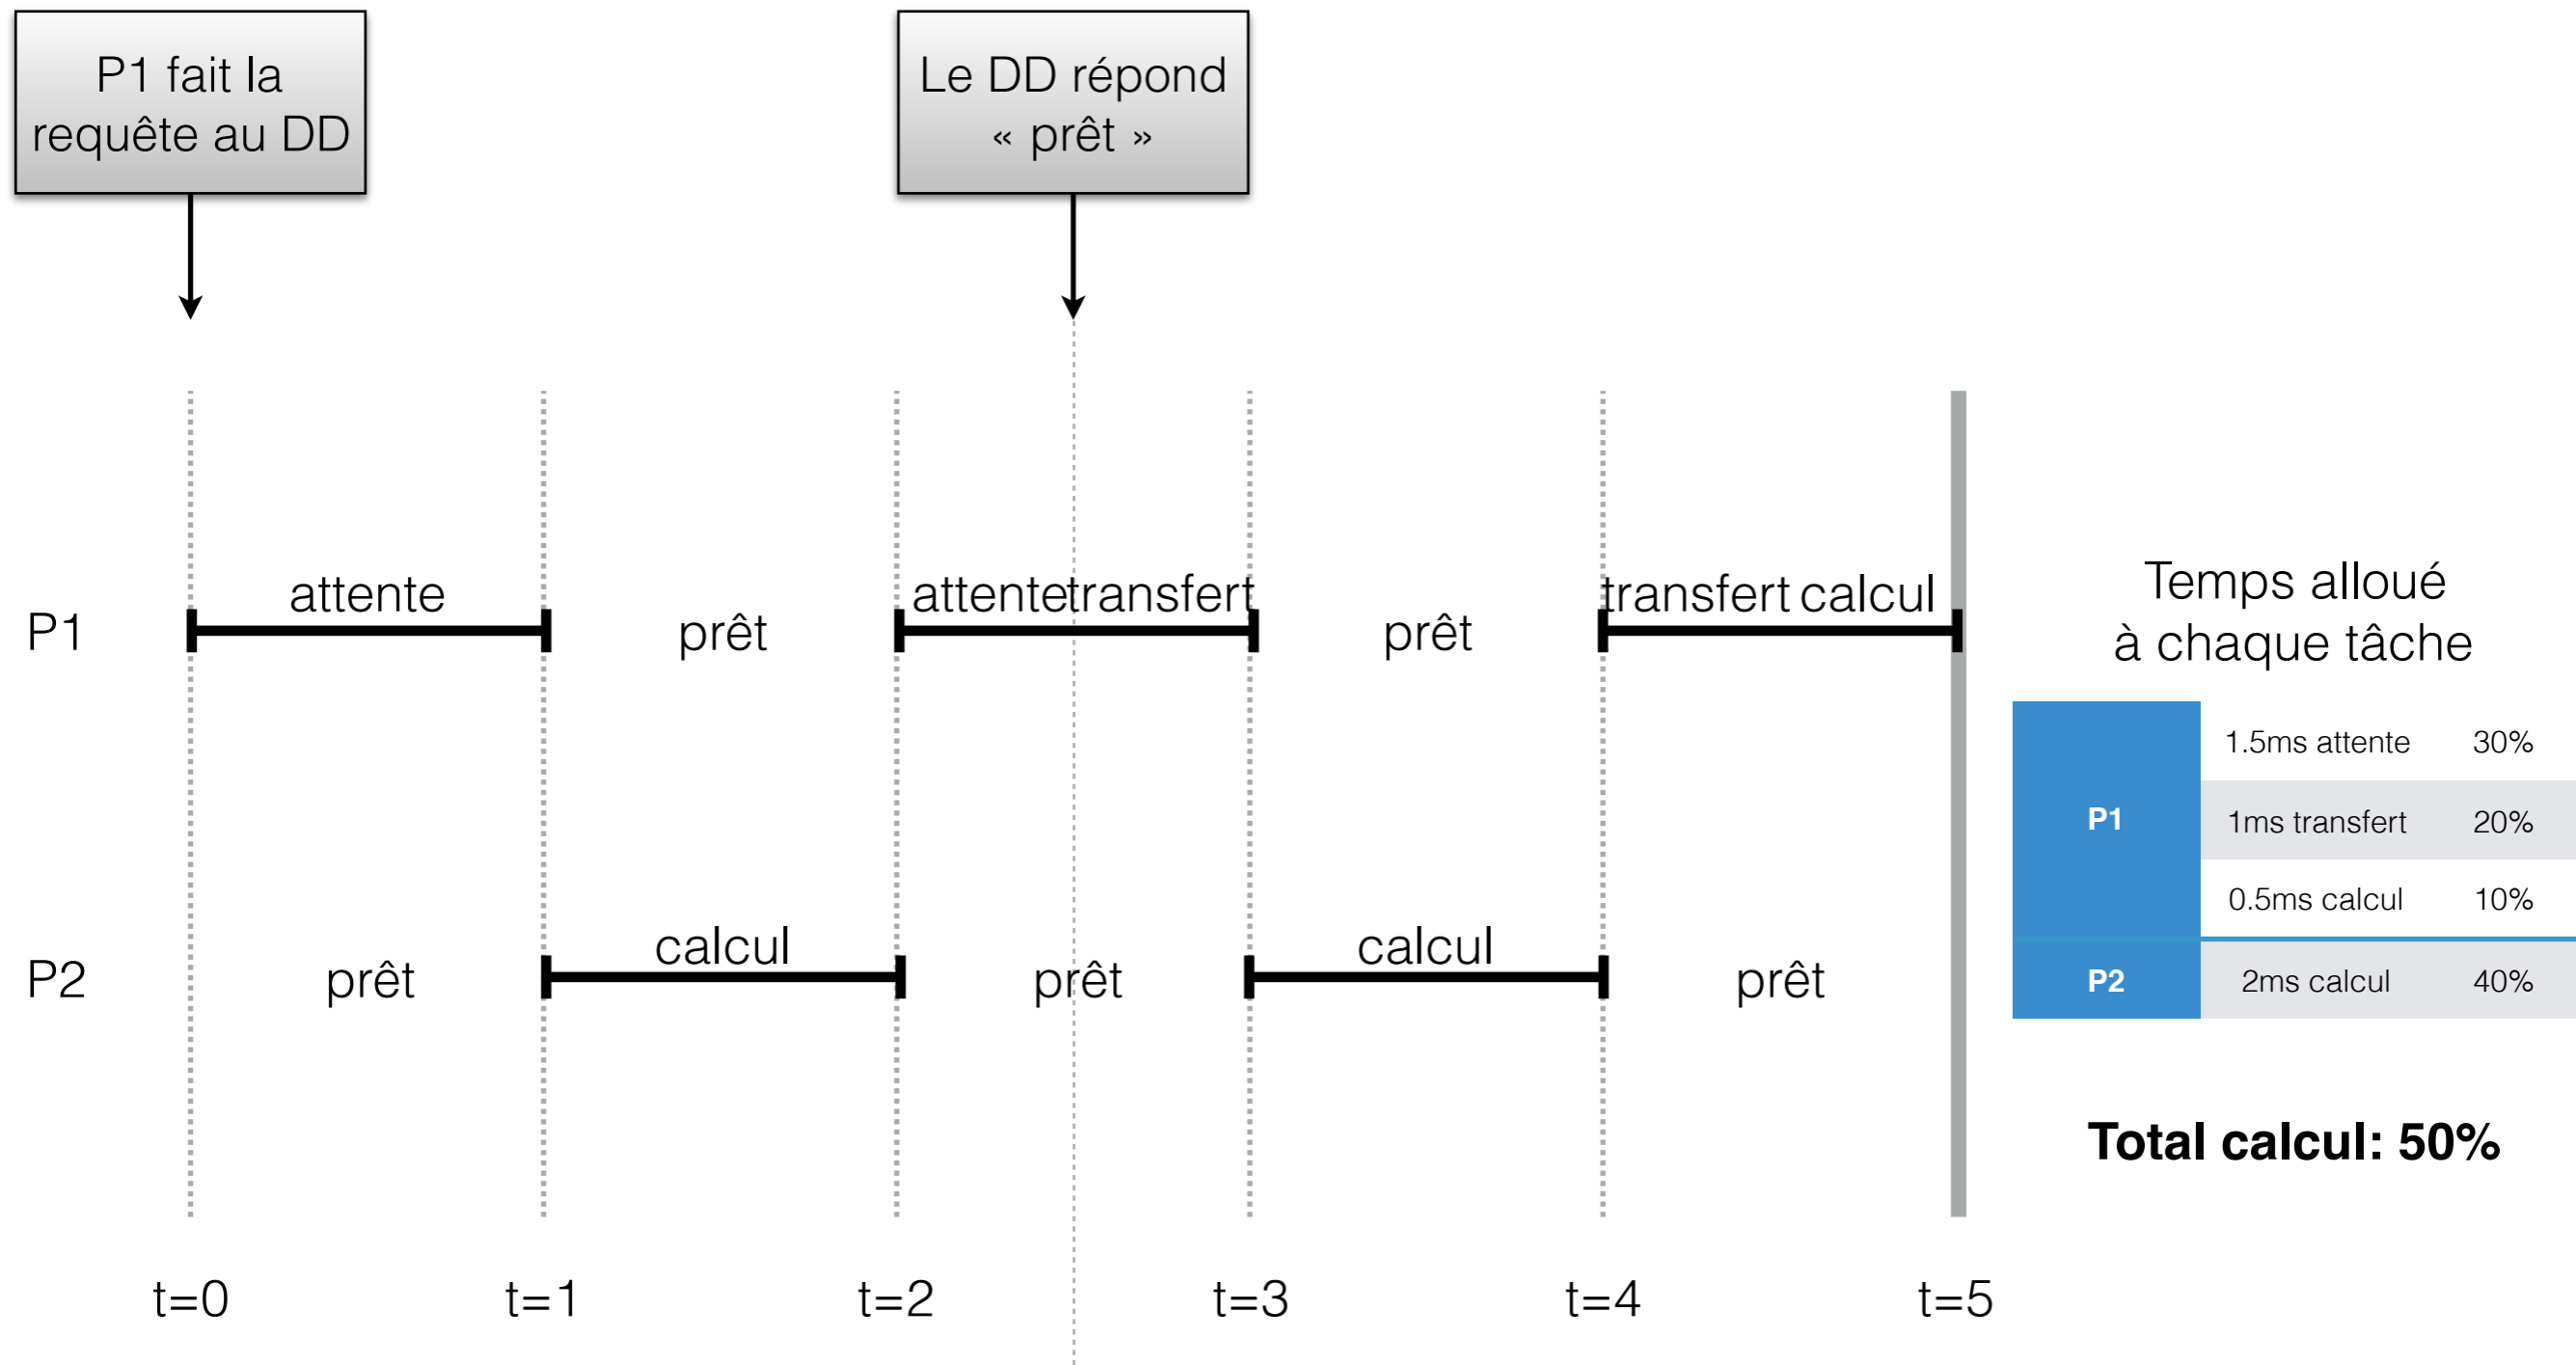 P1 fait la
requête au DD
Le DD répond
« prêt »
P1
attente
prêt
attente
transfert
prêt
transfert
calcul
P2
prêt
calcul
prêt
calcul
prêt
t=0
t=1
t=2
t=3
t=4
t=5
Temps alloué
à chaque tâche
P1
1.5ms attente 30%
1ms transfert 20%
0.5ms calcul 10%
P2 2ms calcul 40%
Total calcul: 50%